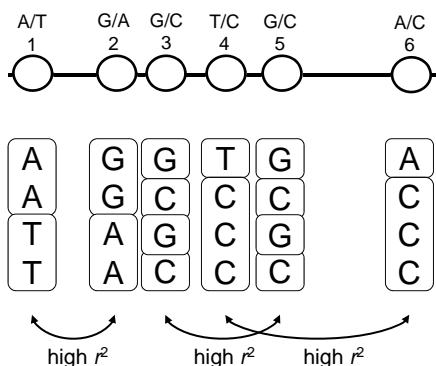 A/T G/A G/C T/C G/C A/C
1 2 3 4 5 6
A G G T G A
A G C C C C
T A G C G C
T A C C C C
high r² high r² high r²